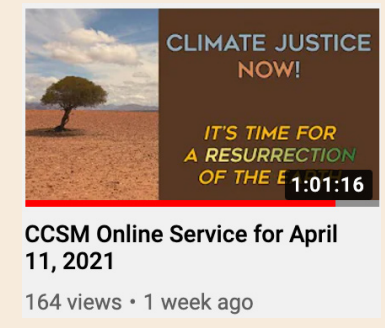 CLIMATE JUSTICE
NOW!
IT'S TIME FOR
A RESURRECTION
OF THE
1:01:16
CCSM Online Service for April
11, 2021
164 views • 1 week ago